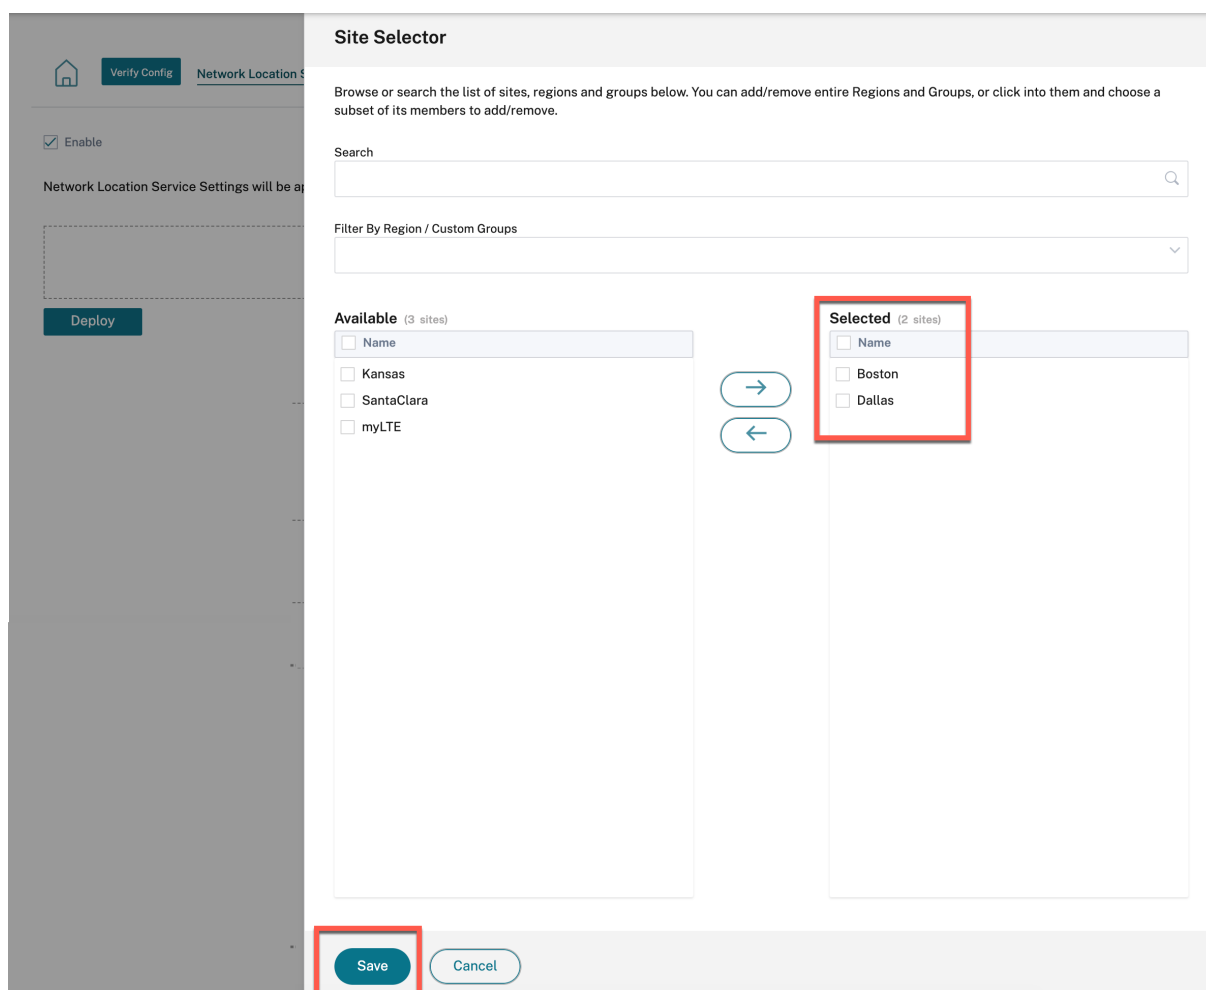 Site Selector
Verify Config
Network Location S
Browse or search the list of sites, regions and groups below. You can add/remove entire Regions and Groups, or click into them and choose a
subset of its members to add/remove.
Enable
Search
Network Location Service Settings will be ap
Filter By Region / Custom Groups
Deploy
Available (3 sites)
Name
Kansas
SantaClara
myLTE
Selected (2 sites)
Name
Boston
Dallas
Save
Cancel